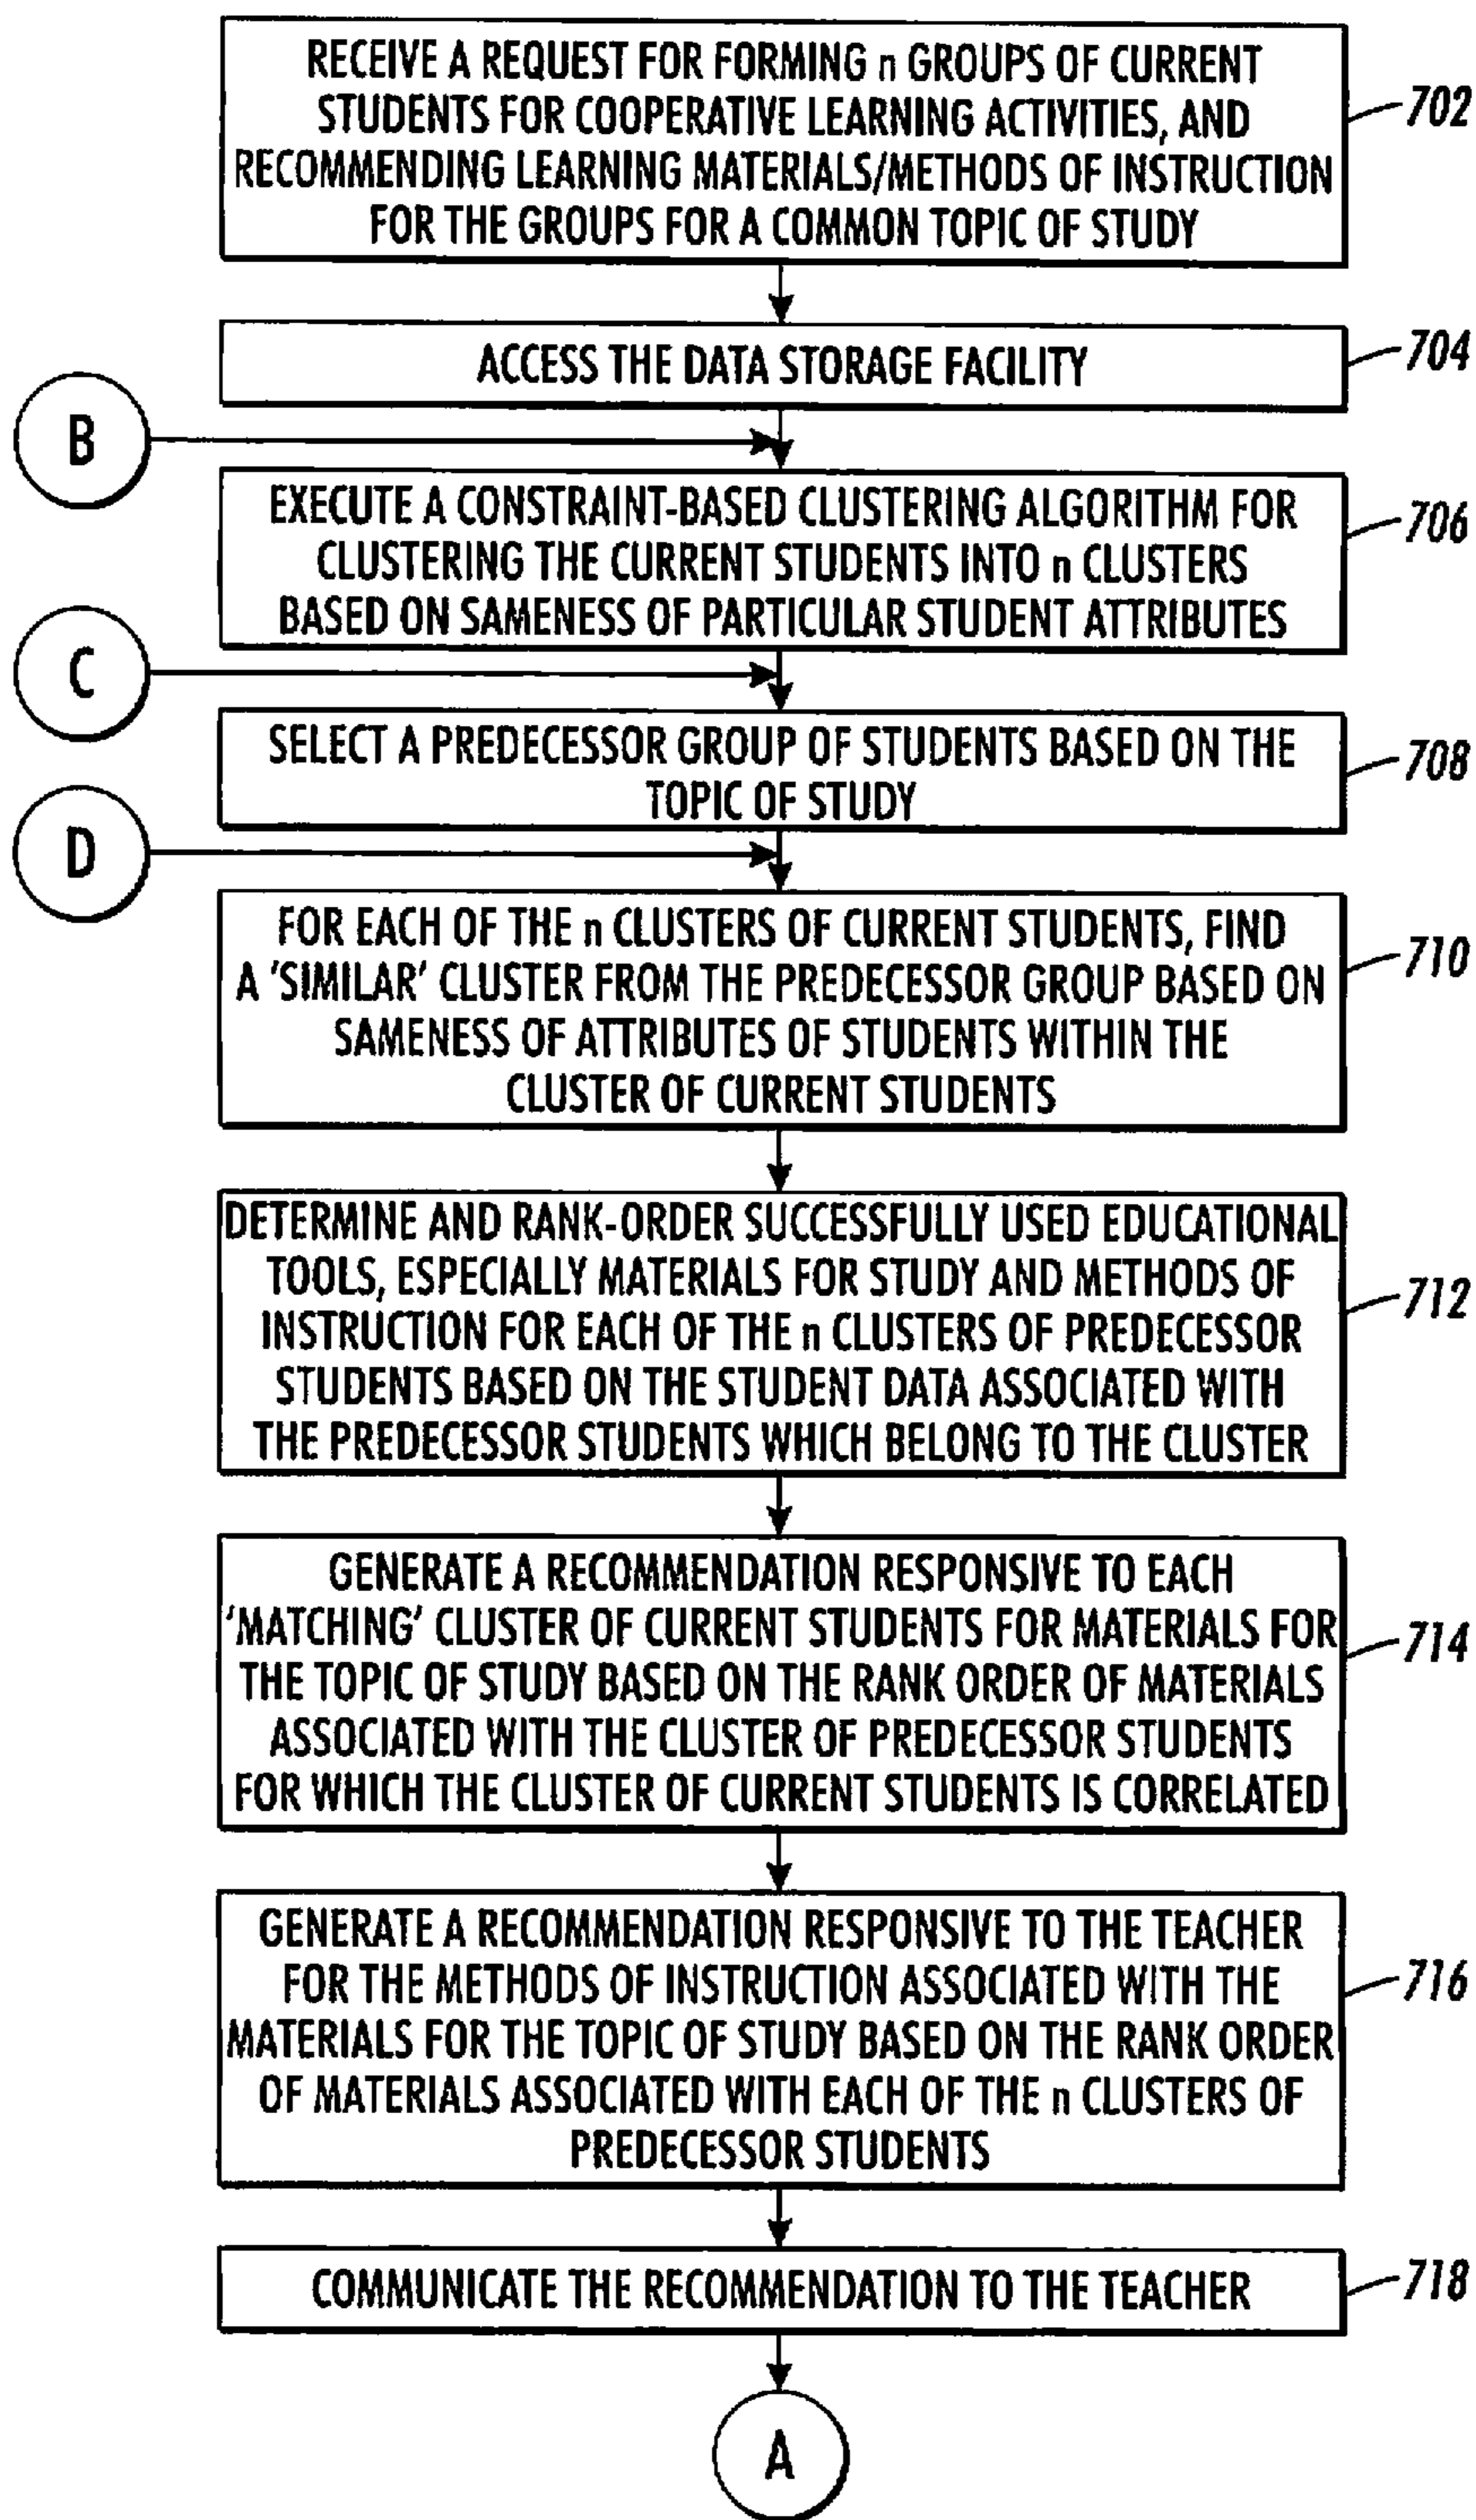 RECEIVE A REQUEST FOR FORMING n GROUPS OF CURRENT
STUDENTS FOR COOPERATIVE LEARNING ACTIVITIES, AND
RECOMMENDING LEARNING MATERIALS/METHODS OF INSTRUCTION
FOR THE GROUPS FOR A COMMON TOPIC OF STUDY
702
ACCESS THE DATA STORAGE FACILITY
704
B
EXECUTE A CONSTRAINT-BASED CLUSTERING ALGORITHM FOR
CLUSTERING THE CURRENT STUDENTS INTO n CLUSTERS
BASED ON SAMENESS OF PARTICULAR STUDENT ATTRIBUTES
706
C
SELECT A PREDECESSOR GROUP OF STUDENTS BASED ON THE
TOPIC OF STUDY
708
D
FOR EACH OF THE n CLUSTERS OF CURRENT STUDENTS, FIND
A 'SIMILAR' CLUSTER FROM THE PREDECESSOR GROUP BASED ON
SAMENESS OF ATTRIBUTES OF STUDENTS WITHIN THE
CLUSTER OF CURRENT STUDENTS
710
DETERMINE AND RANK-ORDER SUCCESSFULLY USED EDUCATIONAL
TOOLS, ESPECIALLY MATERIALS FOR STUDY AND METHODS OF
INSTRUCTION FOR EACH OF THE n CLUSTERS OF PREDECESSOR
STUDENTS BASED ON THE STUDENT DATA ASSOCIATED WITH
THE PREDECESSOR STUDENTS WHICH BELONG TO THE CLUSTER
712
GENERATE A RECOMMENDATION RESPONSIVE TO EACH
'MATCHING' CLUSTER OF CURRENT STUDENTS FOR MATERIALS FOR
THE TOPIC OF STUDY BASED ON THE RANK ORDER OF MATERIALS
ASSOCIATED WITH THE CLUSTER OF PREDECESSOR STUDENTS
FOR WHICH THE CLUSTER OF CURRENT STUDENTS IS CORRELATED
714
GENERATE A RECOMMENDATION RESPONSIVE TO THE TEACHER
FOR THE METHODS OF INSTRUCTION ASSOCIATED WITH THE
MATERIALS FOR THE TOPIC OF STUDY BASED ON THE RANK ORDER
OF MATERIALS ASSOCIATED WITH EACH OF THE n CLUSTERS OF
PREDECESSOR STUDENTS
716
COMMUNICATE THE RECOMMENDATION TO THE TEACHER
718
A